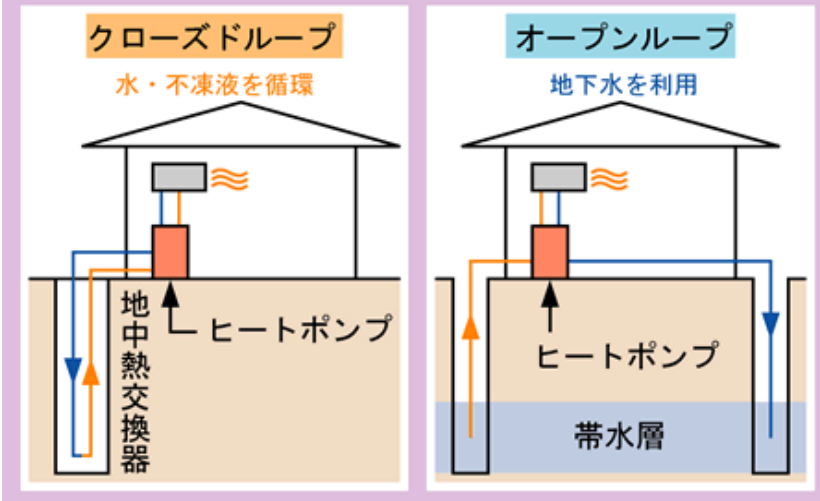 クローズドループ
水・不凍液を循環
地中熱交換器
ヒートポンプ
オープンループ
地下水を利用
ヒートポンプ
帯水層